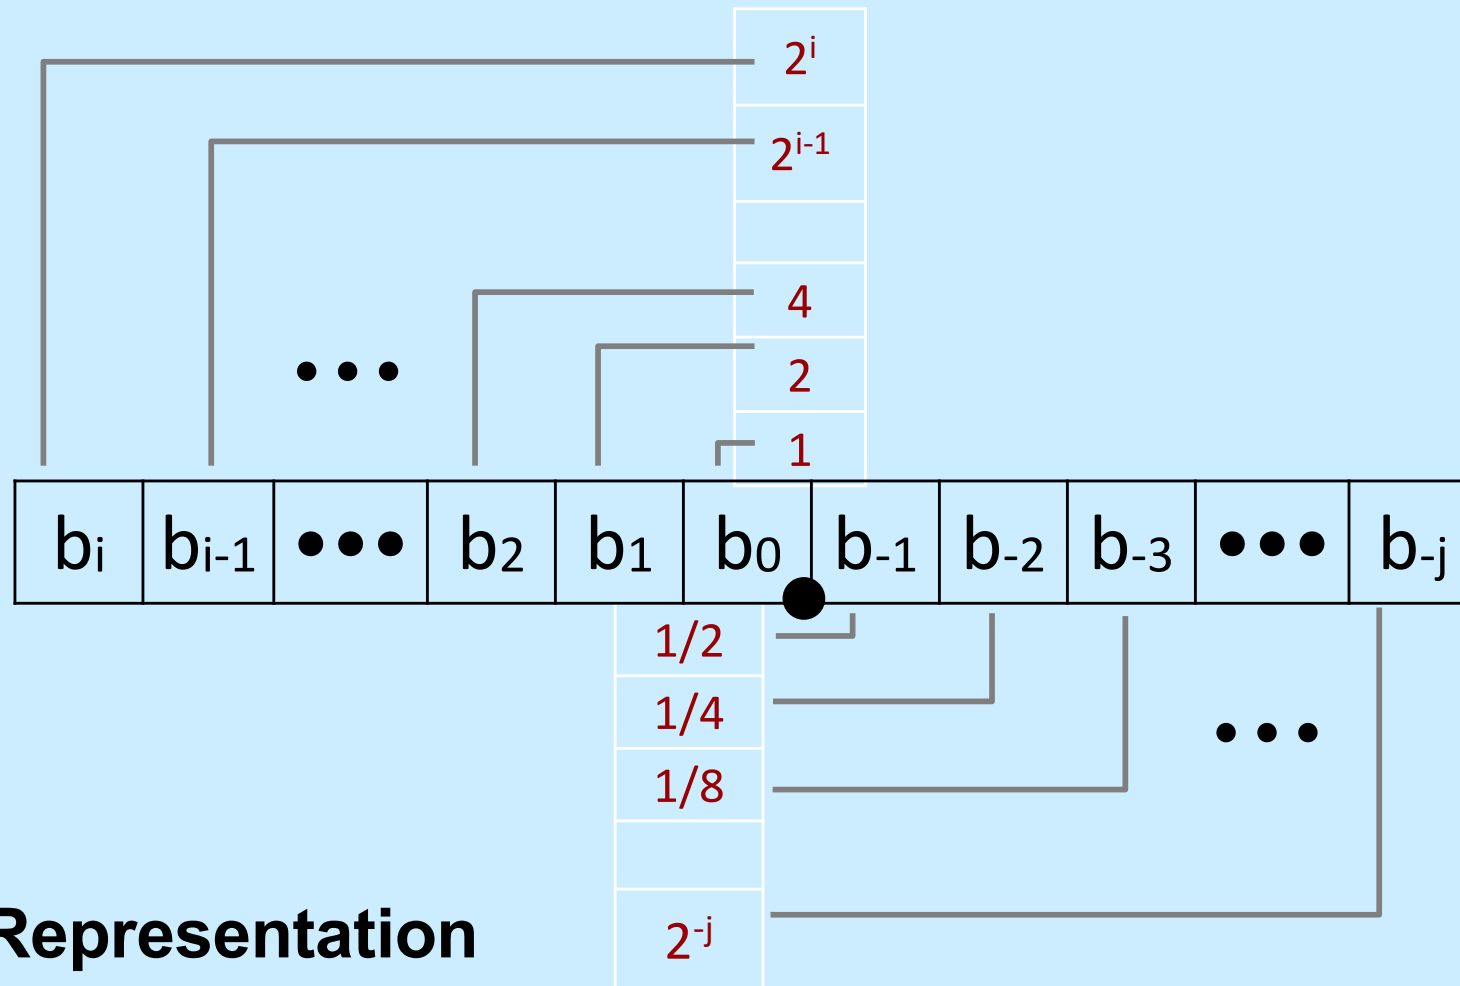 2ⁱ
2ⁱ⁻¹
4
2
1
•••
bᵢ bᵢ₋₁ ••• b₂ b₁ b₀ . b₋₁ b₋₂ b₋₃ ••• b₋ⱼ
1/2
1/4
1/8
•••
2⁻ʲ
Representation